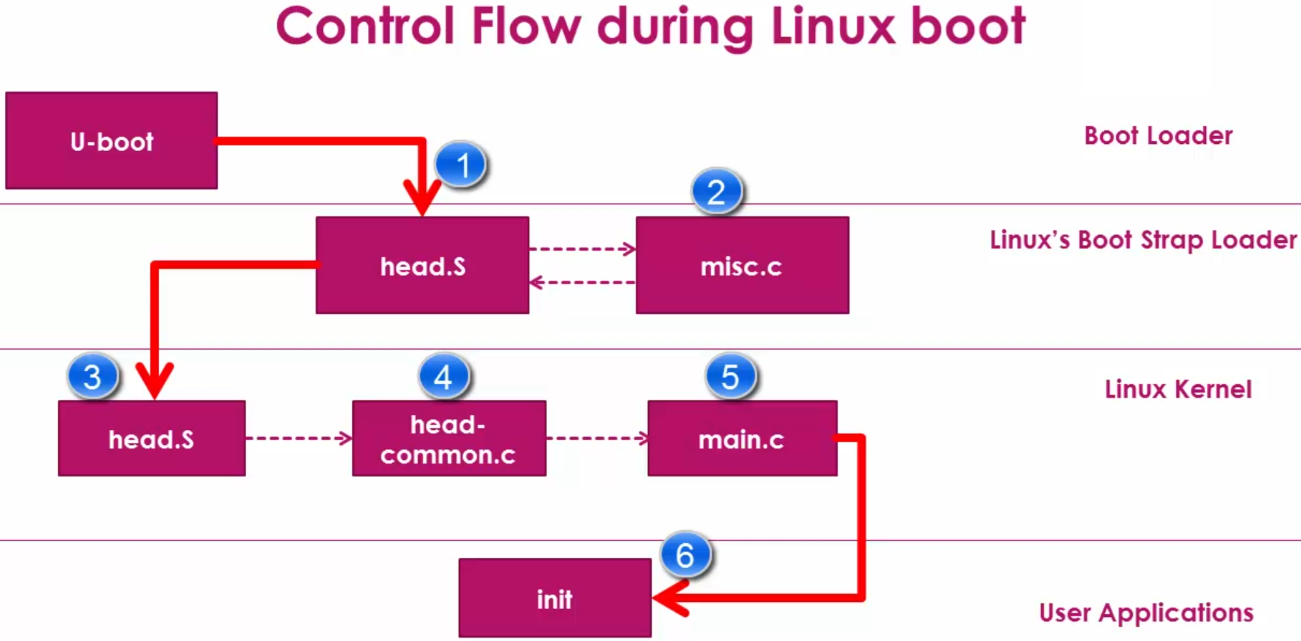 Control Flow during Linux boot
U-boot
Boot Loader
1
2
head.S
misc.c
Linux's Boot Strap Loader
3
4
5
head.S
head-
common.c
main.c
Linux Kernel
6
init
User Applications